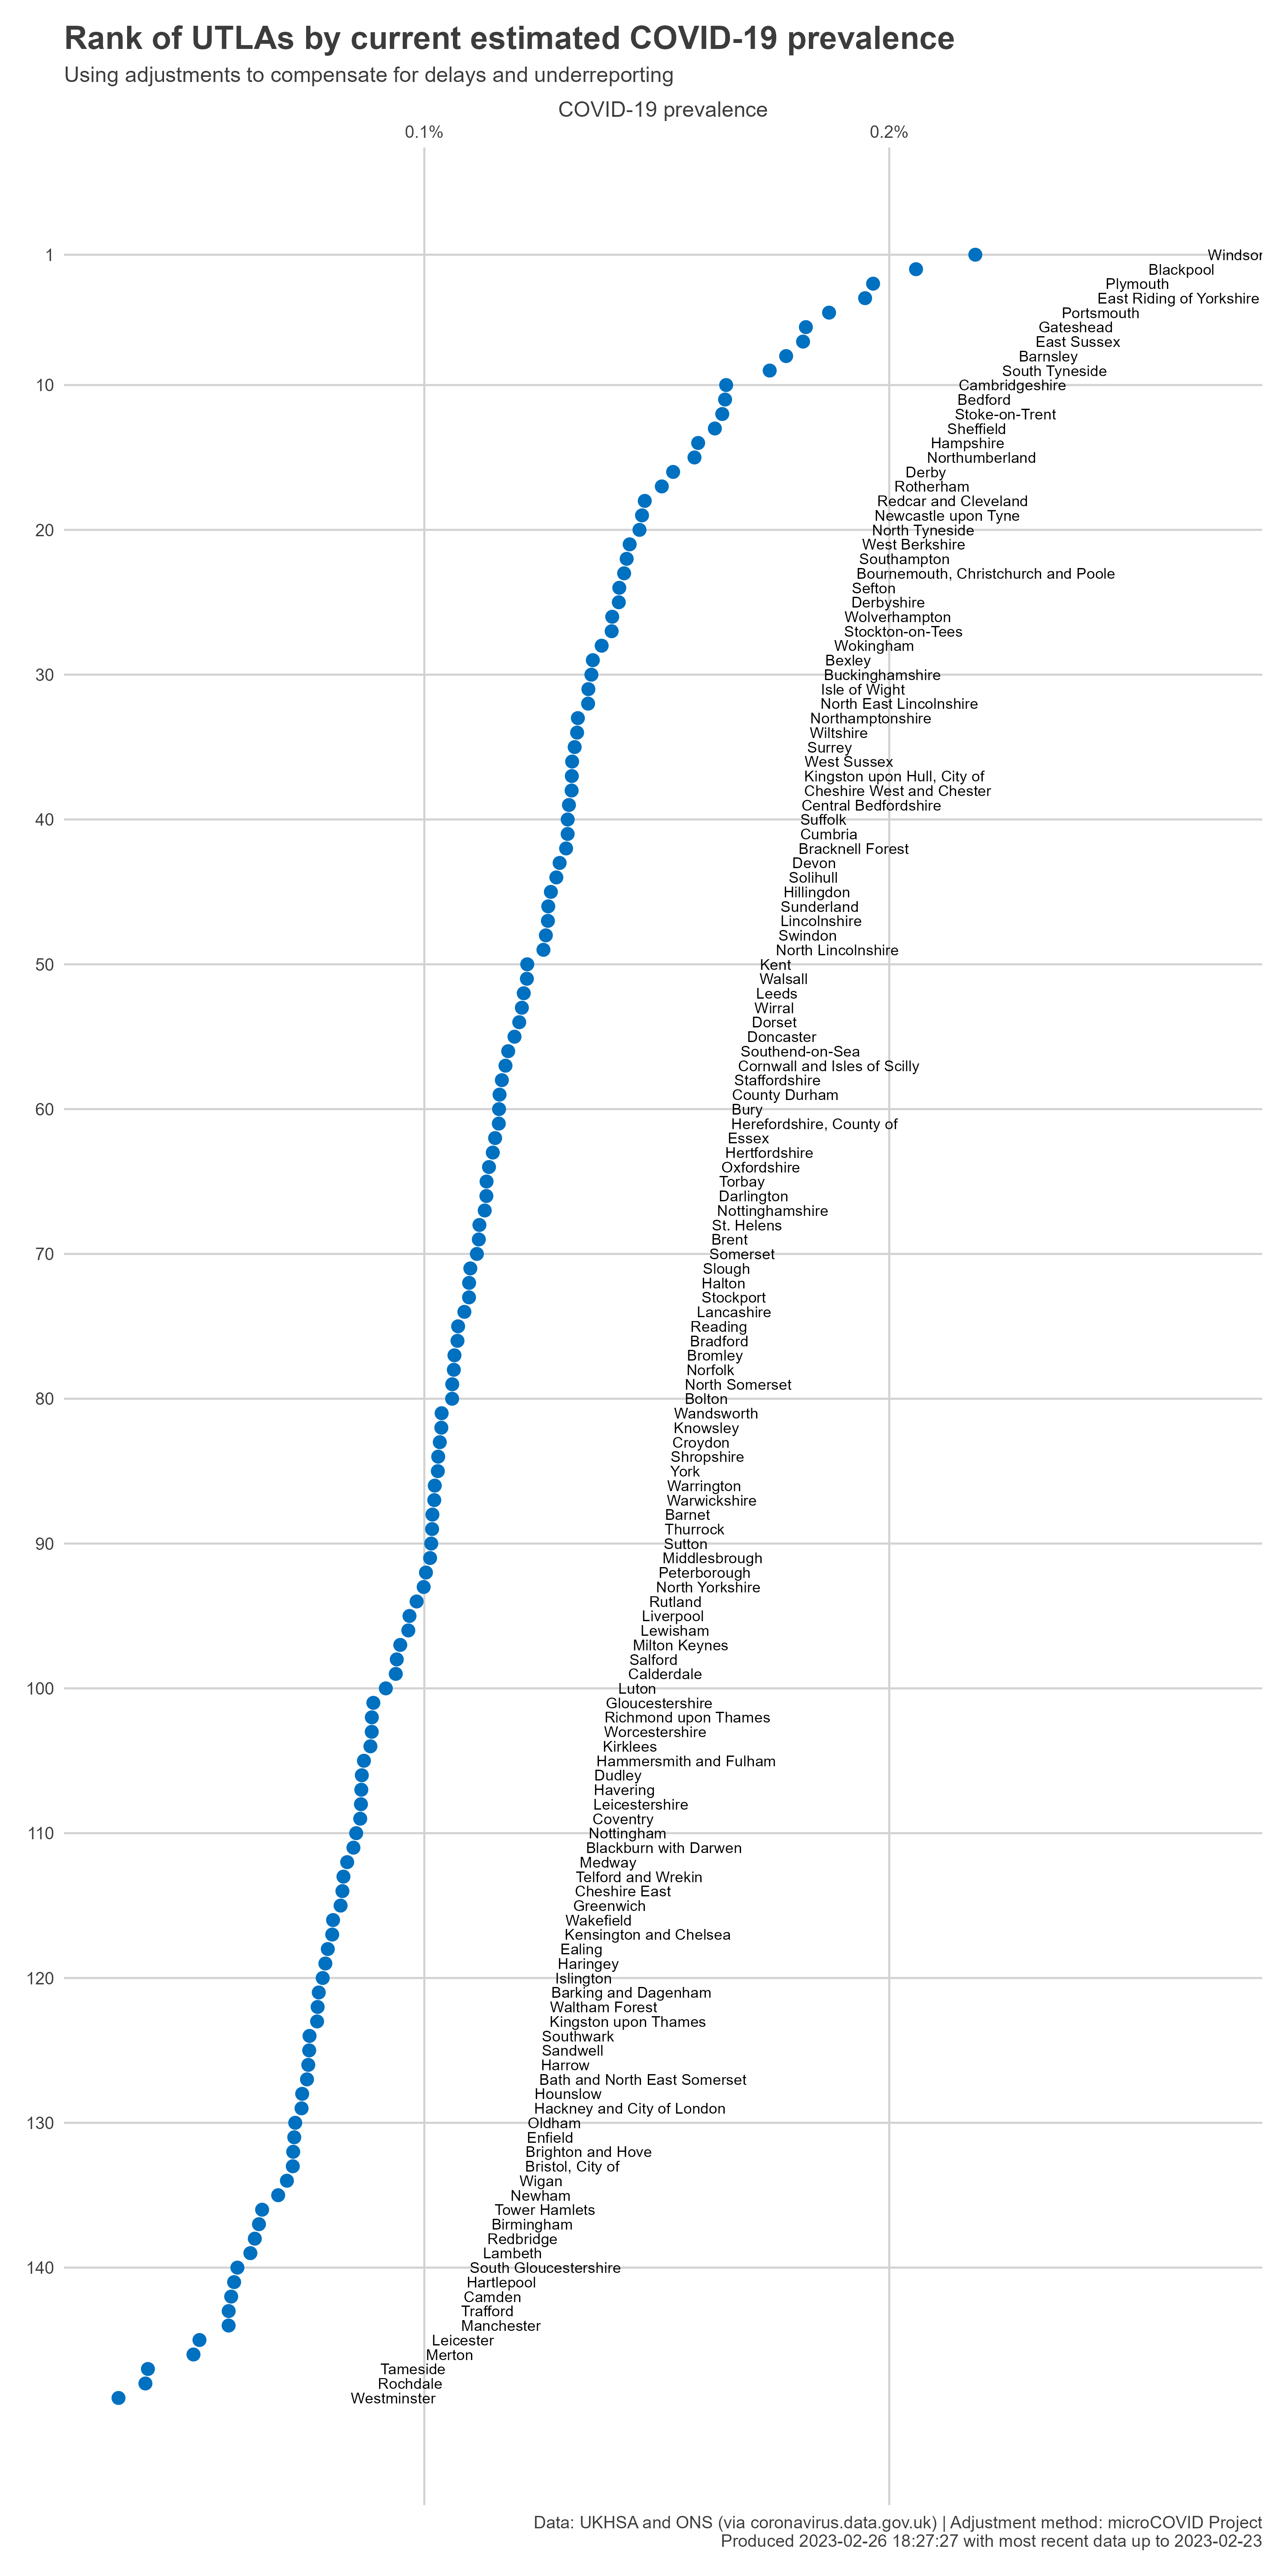 Rank of UTLAs by current estimated COVID-19 prevalence
Using adjustments to compensate for delays and underreporting
COVID-19 prevalence
0.1% 0.2%
1 Windsor
Blackpool
Plymouth
East Riding of Yorkshire
Portsmouth
Gateshead
East Sussex
Barnsley
South Tyneside
10 Cambridgeshire
Bedford
Stoke-on-Trent
Sheffield
Hampshire
Northumberland
Derby
Rotherham
Redcar and Cleveland
Newcastle upon Tyne
20 North Tyneside
West Berkshire
Southampton
Bournemouth, Christchurch and Poole
Sefton
Derbyshire
Wolverhampton
Stockton-on-Tees
Wokingham
Bexley
30 Buckinghamshire
Isle of Wight
North East Lincolnshire
Northamptonshire
Wiltshire
Surrey
West Sussex
Kingston upon Hull, City of
Cheshire West and Chester
Central Bedfordshire
40 Suffolk
Cumbria
Bracknell Forest
Devon
Solihull
Hillingdon
Sunderland
Lincolnshire
Swindon
North Lincolnshire
50 Kent
Walsall
Leeds
Wirral
Dorset
Doncaster
Southend-on-Sea
Cornwall and Isles of Scilly
Staffordshire
County Durham
60 Bury
Herefordshire, County of
Essex
Hertfordshire
Oxfordshire
Torbay
Darlington
Nottinghamshire
St. Helens
Brent
70 Somerset
Slough
Halton
Stockport
Lancashire
Reading
Bradford
Bromley
Norfolk
North Somerset
80 Bolton
Wandsworth
Knowsley
Croydon
Shropshire
York
Warrington
Warwickshire
Barnet
Thurrock
90 Sutton
Middlesbrough
Peterborough
North Yorkshire
Rutland
Liverpool
Lewisham
Milton Keynes
Salford
Calderdale
100 Luton
Gloucestershire
Richmond upon Thames
Worcestershire
Kirklees
Hammersmith and Fulham
Dudley
Havering
Leicestershire
Coventry
110 Nottingham
Blackburn with Darwen
Medway
Telford and Wrekin
Cheshire East
Greenwich
Wakefield
Kensington and Chelsea
Ealing
Haringey
120 Islington
Barking and Dagenham
Waltham Forest
Kingston upon Thames
Southwark
Sandwell
Harrow
Bath and North East Somerset
Hounslow
Hackney and City of London
130 Oldham
Enfield
Brighton and Hove
Bristol, City of
Wigan
Newham
Tower Hamlets
Birmingham
Redbridge
Lambeth
140 South Gloucestershire
Hartlepool
Camden
Trafford
Manchester
Leicester
Merton
Tameside
Rochdale
Westminster
Data: UKHSA and ONS (via coronavirus.data.gov.uk) | Adjustment method: microCOVID Project
Produced 2023-02-26 18:27:27 with most recent data up to 2023-02-23